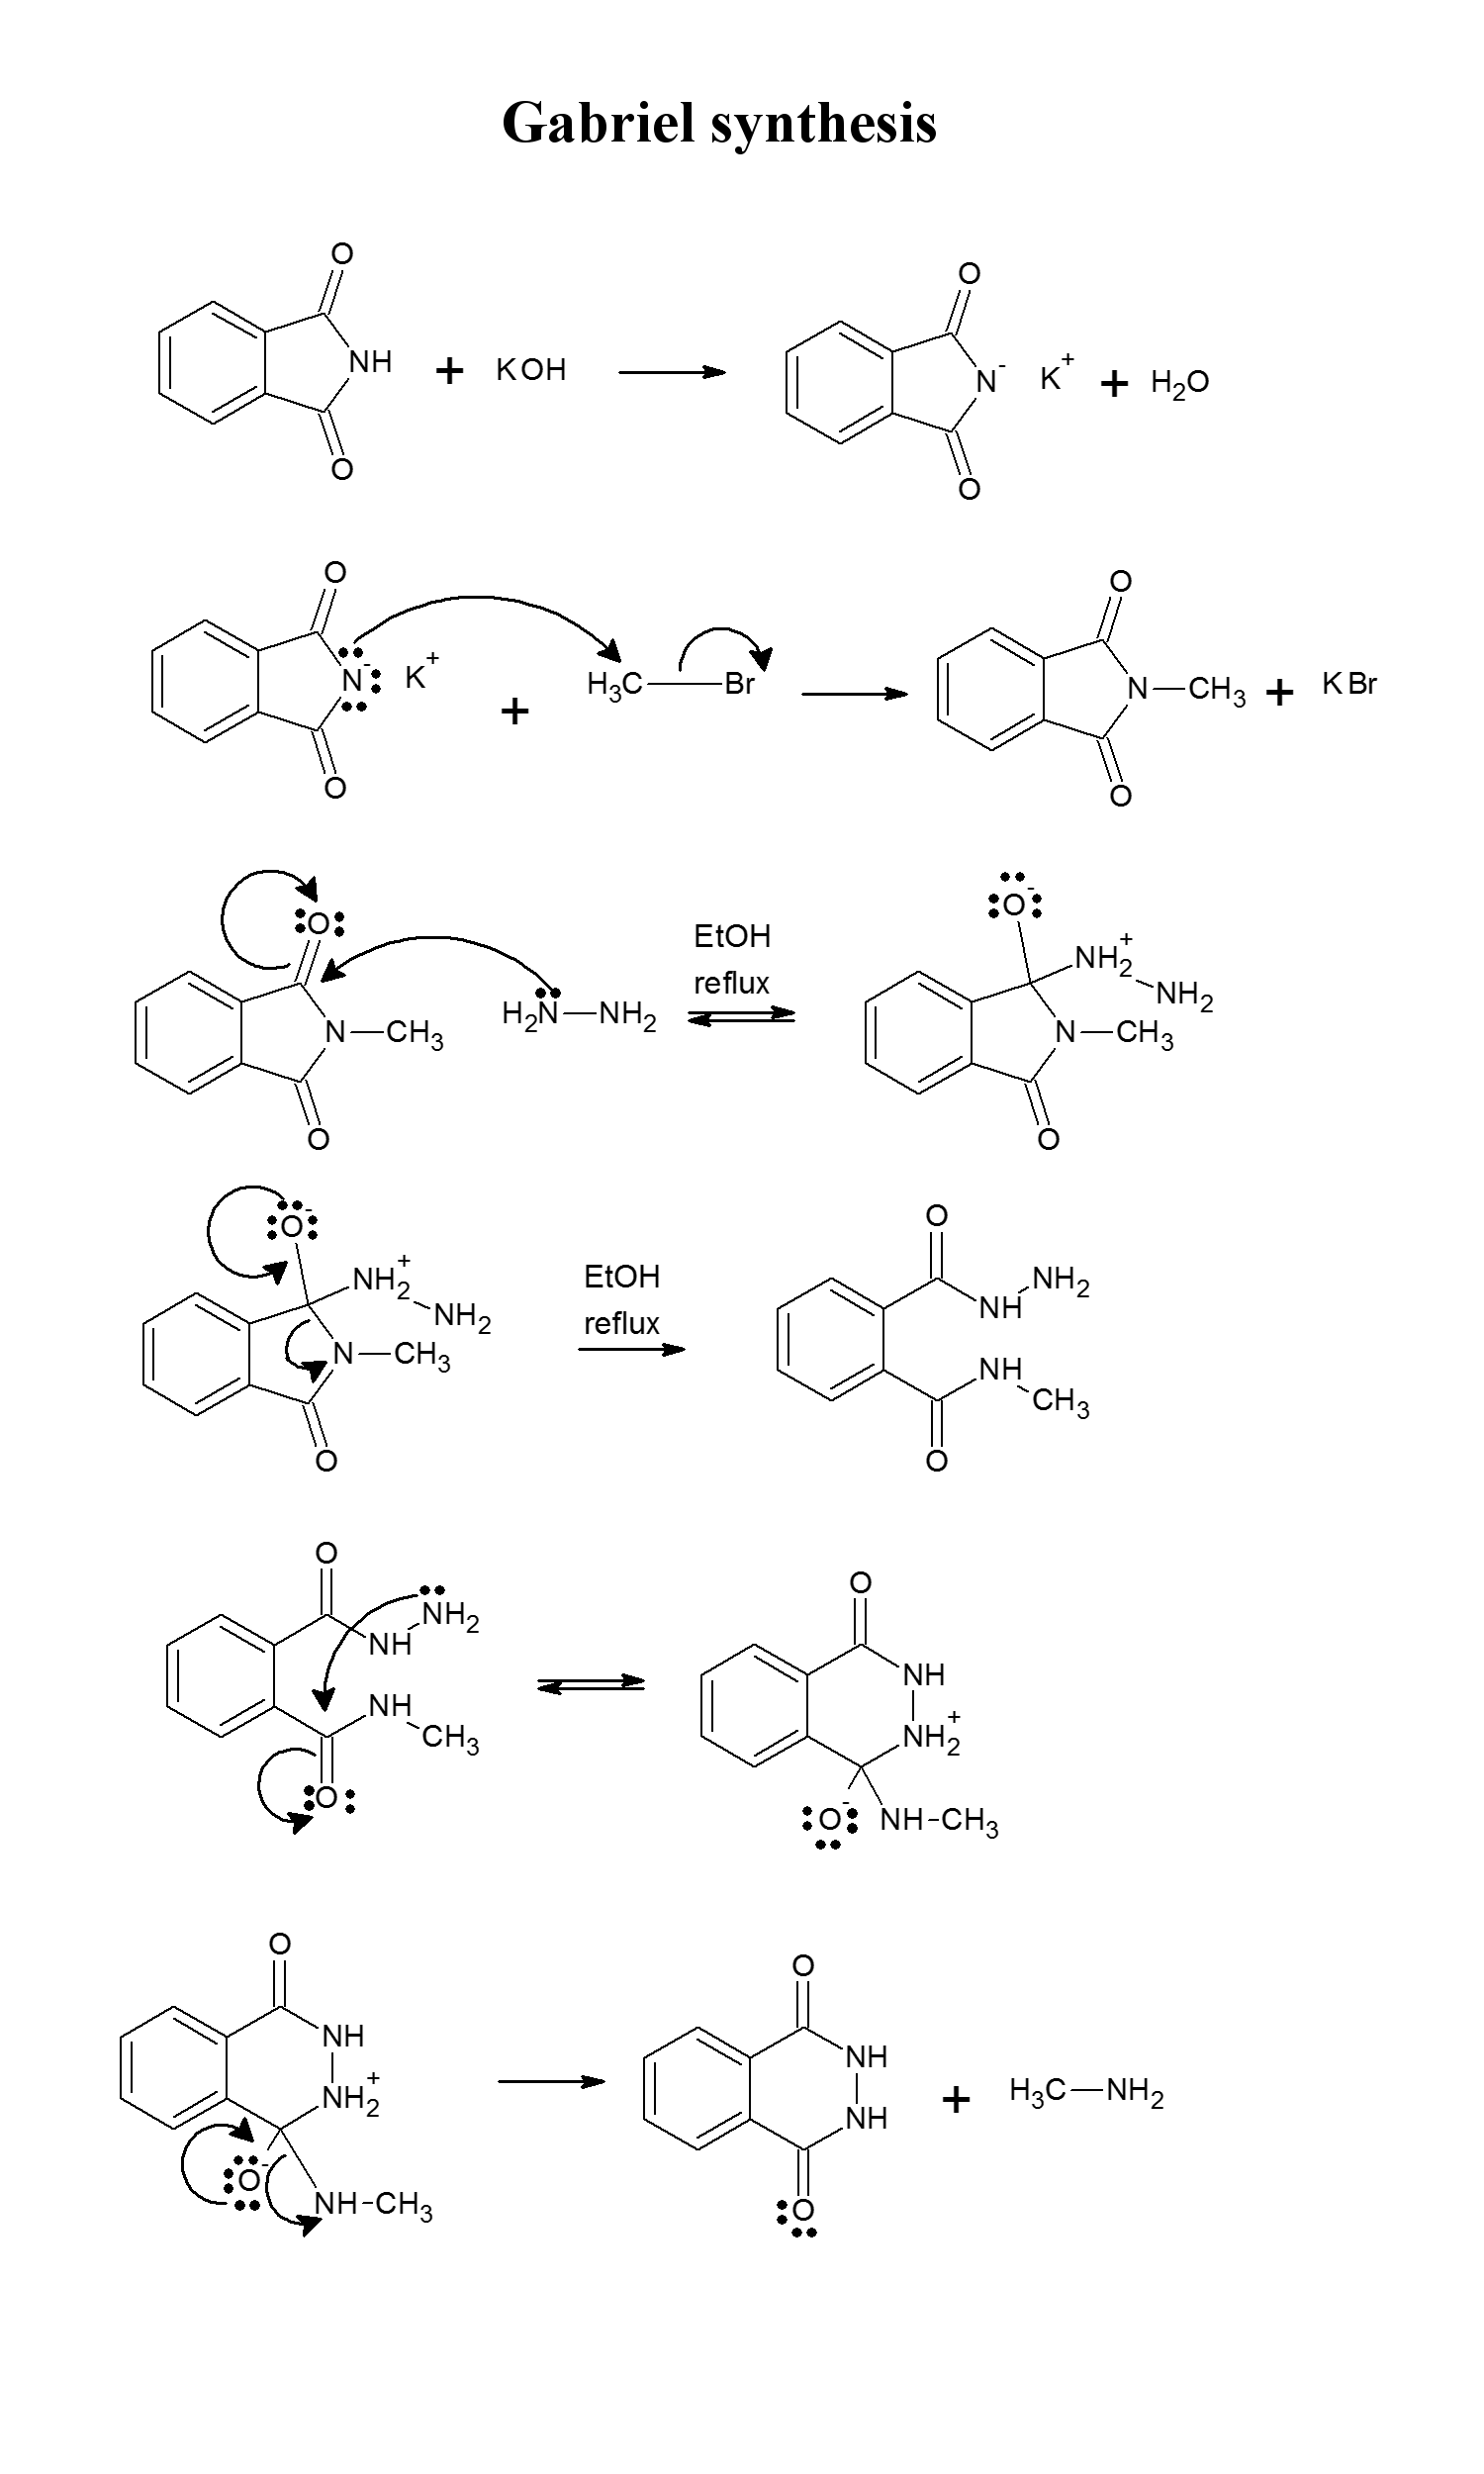 Gabriel synthesis
O O
NH + KOH N⁻ K⁺ + H₂O
O O
O O
N⁻ K⁺ + H₃C Br N CH₃ + KBr
O O
O EtOH O⁻
reflux NH₂⁺ NH₂
N CH₃ H₂N NH₂ N CH₃
O O
O⁻ O
NH₂⁺ NH₂ EtOH NH NH₂
N CH₃ reflux NH CH₃
O O
O O
NH NH₂ NH
NH CH₃ NH₂⁺
O O⁻ NH CH₃
O O
NH NH
NH₂⁺ NH + H₃C NH₂
O⁻ NH CH₃ O